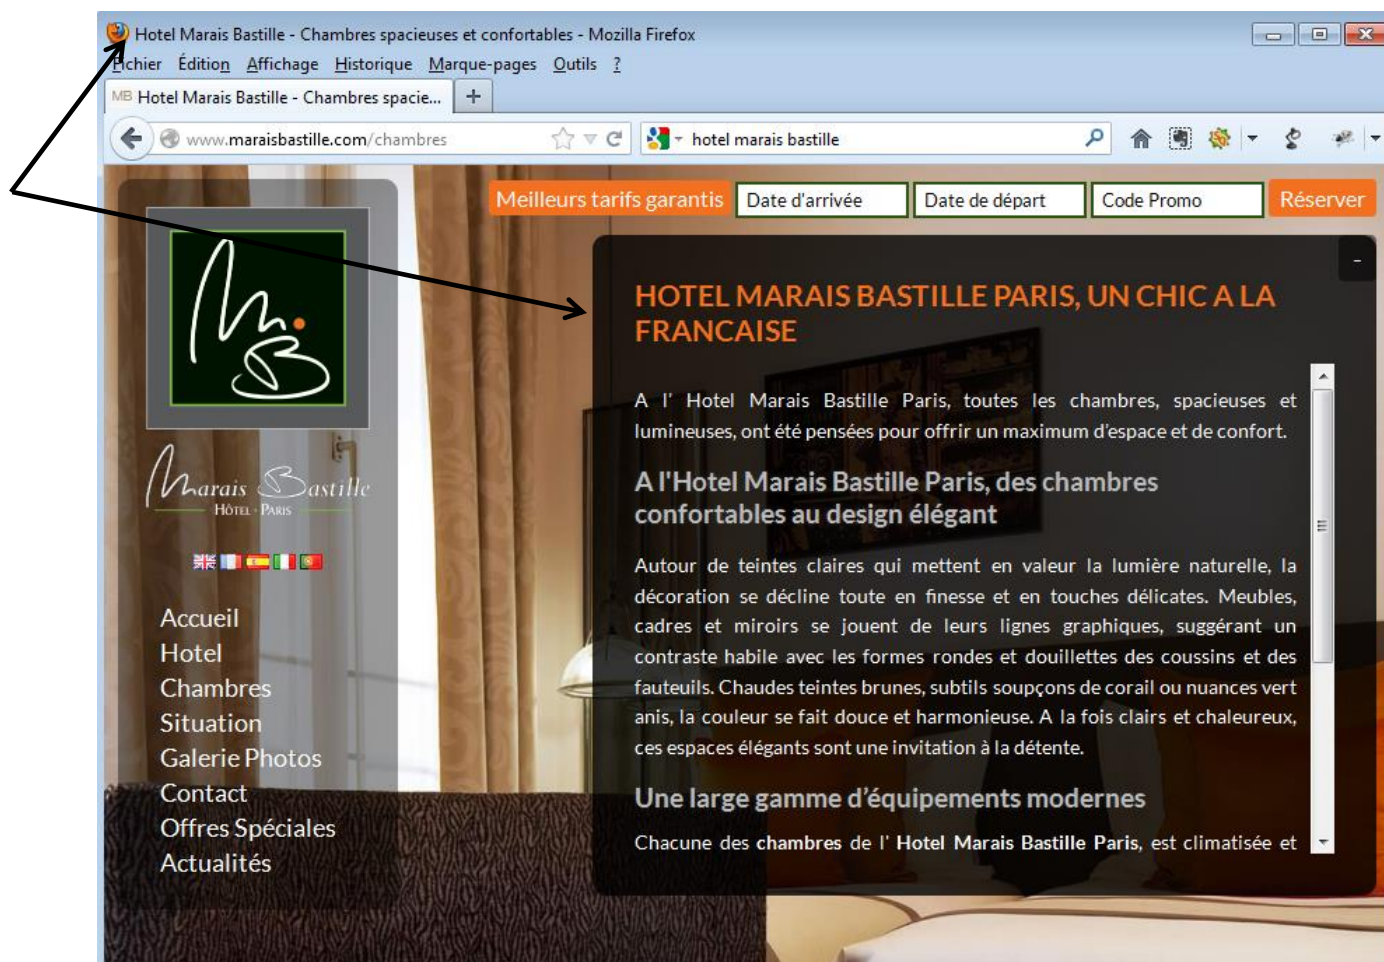 Hotel Marais Bastille - Chambres spacieuses et confortables - Mozilla Firefox
Fichier Édition Affichage Historique Marque-pages Outils ?
MB Hotel Marais Bastille - Chambres spacie... +
www.maraisbastille.com/chambres
hotel marais bastille
Meilleurs tarifs garantis Date d'arrivée Date de départ Code Promo Réserver
M.B
Marais Bastille
HÔTEL · PARIS
Accueil
Hotel
Chambres
Situation
Galerie Photos
Contact
Offres Spéciales
Actualités
-
HOTEL MARAIS BASTILLE PARIS, UN CHIC A LA
FRANCAISE
A l' Hotel Marais Bastille Paris, toutes les chambres, spacieuses et
lumineuses, ont été pensées pour offrir un maximum d'espace et de confort.
A l'Hotel Marais Bastille Paris, des chambres
confortables au design élégant
Autour de teintes claires qui mettent en valeur la lumière naturelle, la
décoration se décline toute en finesse et en touches délicates. Meubles,
cadres et miroirs se jouent de leurs lignes graphiques, suggérant un
contraste habile avec les formes rondes et douillettes des coussins et des
fauteuils. Chaudes teintes brunes, subtils soupçons de corail ou nuances vert
anis, la couleur se fait douce et harmonieuse. A la fois clairs et chaleureux,
ces espaces élégants sont une invitation à la détente.
Une large gamme d’équipements modernes
Chacune des chambres de l' Hotel Marais Bastille Paris, est climatisée et